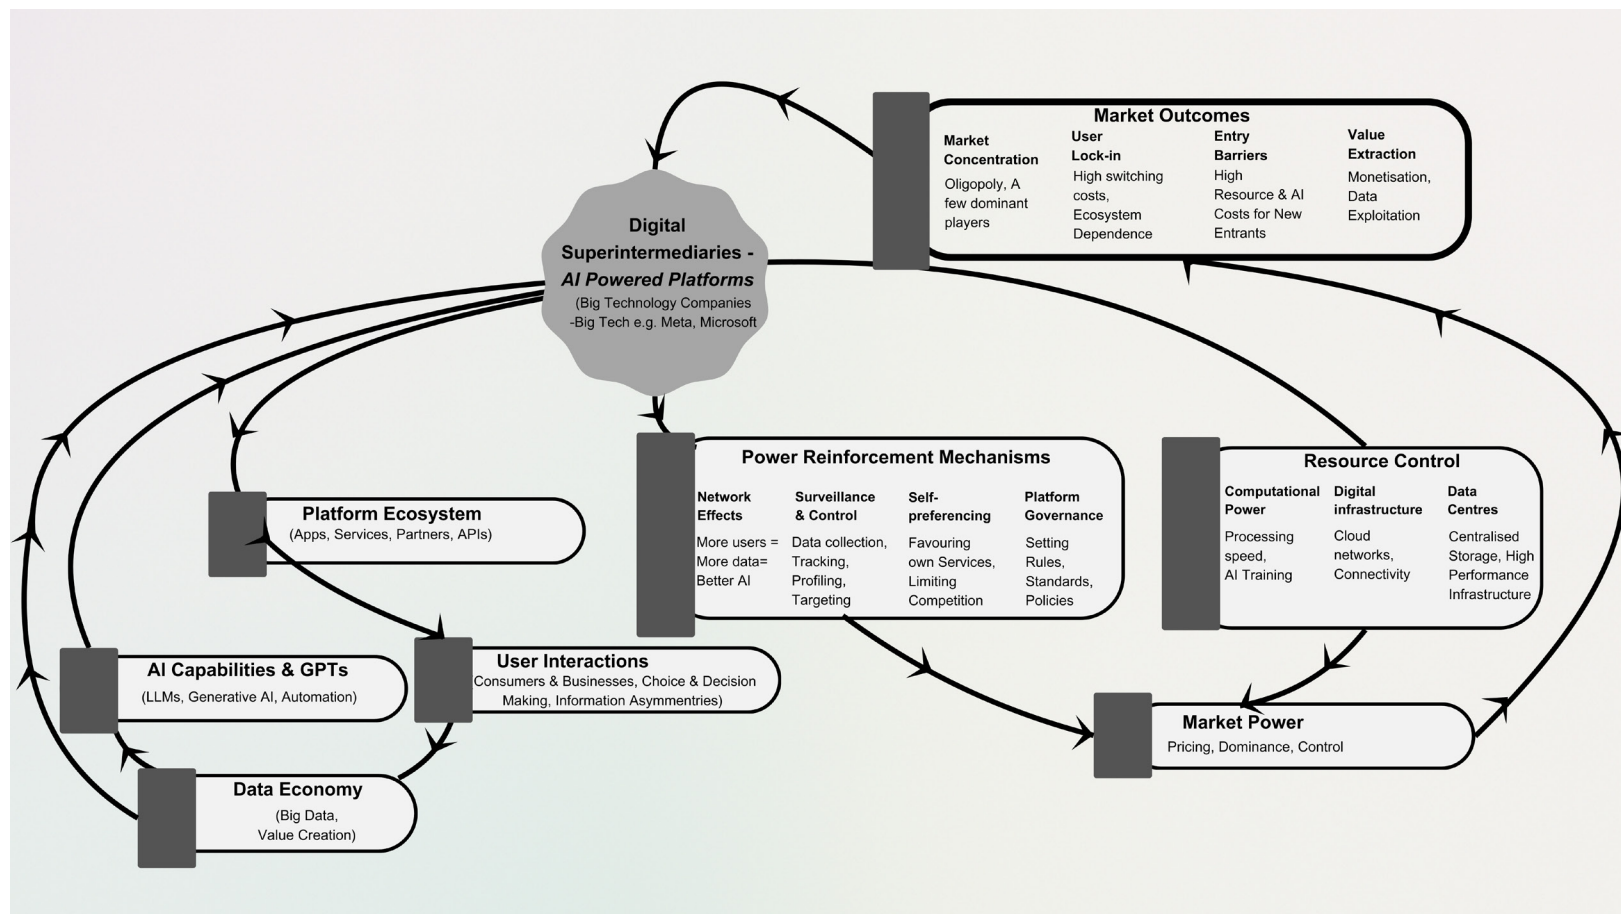 Market Outcomes
Market
Concentration
Oligopoly, A
few dominant
players
User
Lock-in
High switching
costs,
Ecosystem
Dependence
Entry
Barriers
High
Resource & AI
Costs for New
Entrants
Value
Extraction
Monetisation,
Data
Exploitation
Digital
Superintermediaries -
AI Powered Platforms
(Big Technology Companies
-Big Tech e.g. Meta, Microsoft
Power Reinforcement Mechanisms
Network
Effects
More users =
More data=
Better AI
Surveillance
& Control
Data collection,
Tracking,
Profiling,
Targeting
Self-
preferencing
Favouring
own Services,
Limiting
Competition
Platform
Governance
Setting
Rules,
Standards,
Policies
Resource Control
Computational
Power
Processing
speed,
AI Training
Digital
infrastructure
Cloud
networks,
Connectivity
Data
Centres
Centralised
Storage, High
Performance
Infrastructure
Platform Ecosystem
(Apps, Services, Partners, APIs)
AI Capabilities & GPTs
(LLMs, Generative AI, Automation)
User Interactions
Consumers & Businesses, Choice & Decision
Making, Information Asymmentries)
Market Power
Pricing, Dominance, Control
Data Economy
(Big Data,
Value Creation)